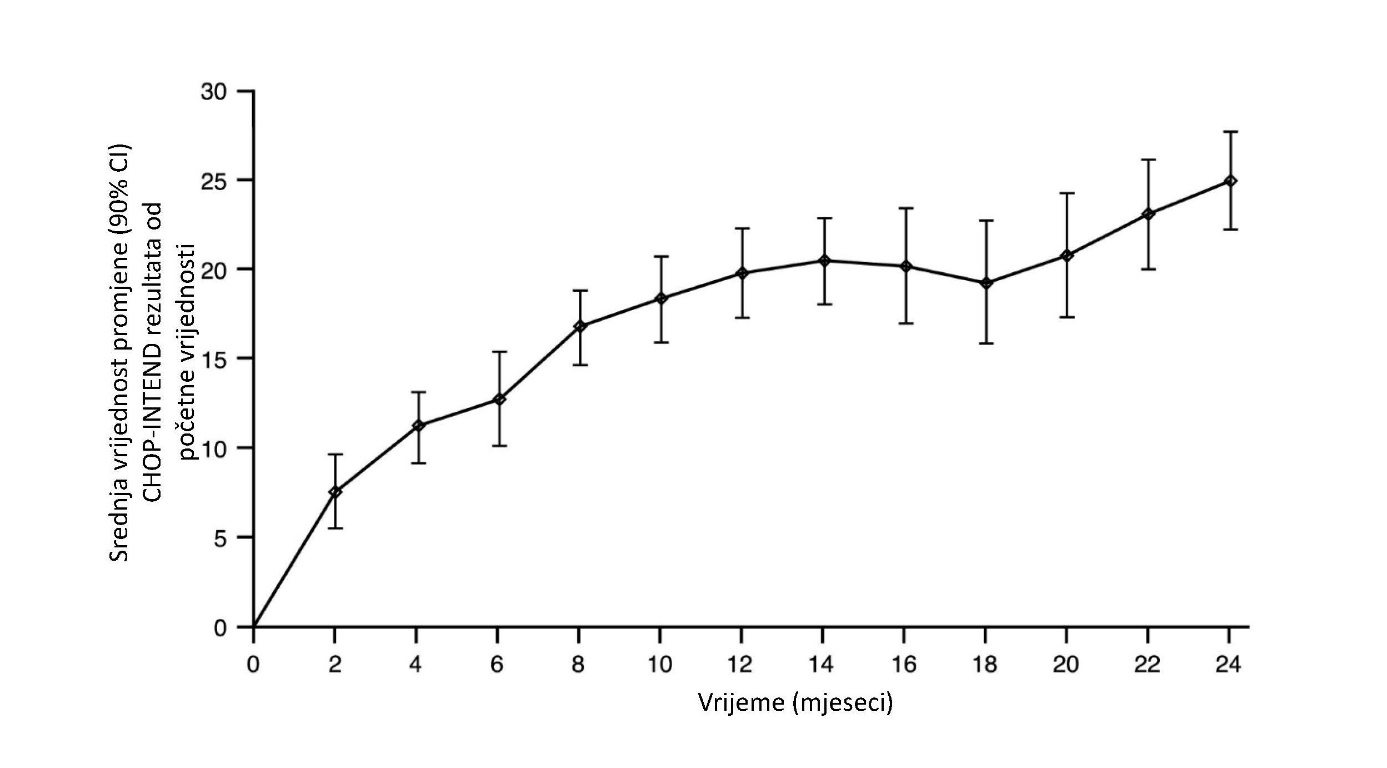 Srednja vrijednost promjene (90% CI)
CHOP-INTEND rezultata od
početne vrijednosti
30
25
20
15
10
5
0
0 2 4 6 8 10 12 14 16 18 20 22 24
Vrijeme (mjeseci)